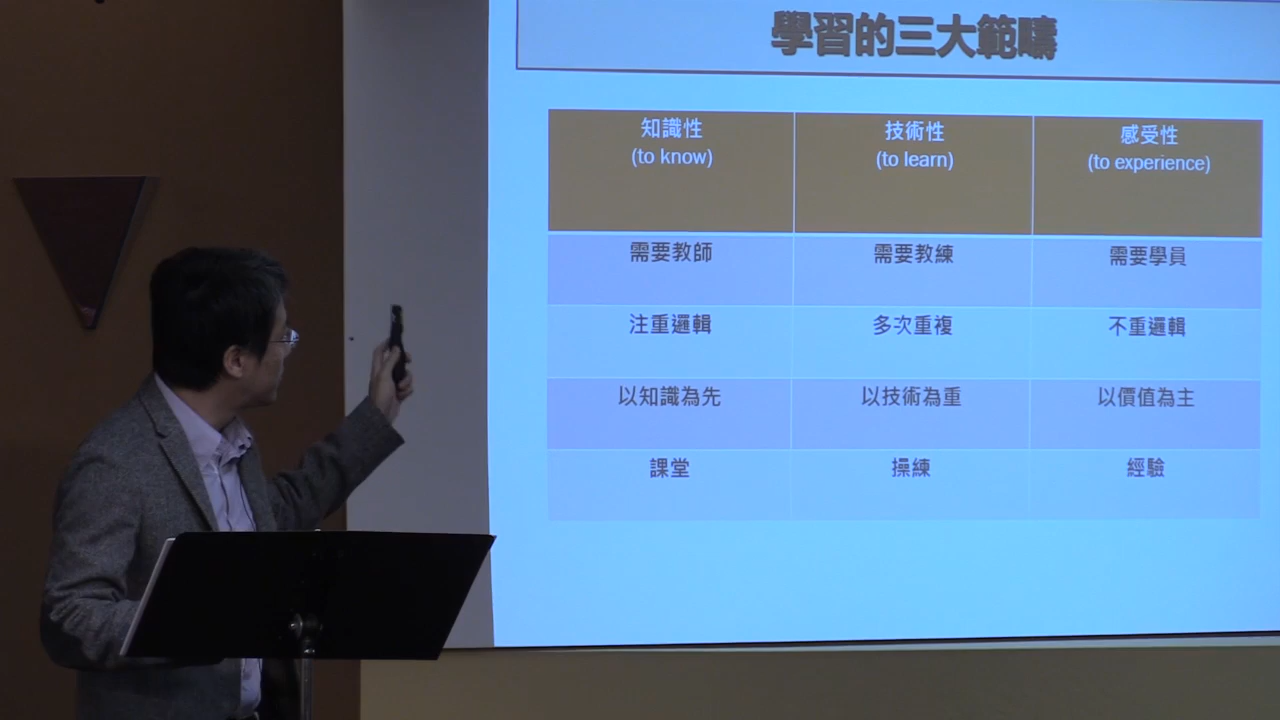 學習的三大範疇
知識性 技術性 感受性
(to know) (to learn) (to experience)
需要教師 需要教練 需要學員
注重邏輯 多次重複 不重邏輯
以知識為先 以技術為重 以價值為主
課堂 操練 經驗